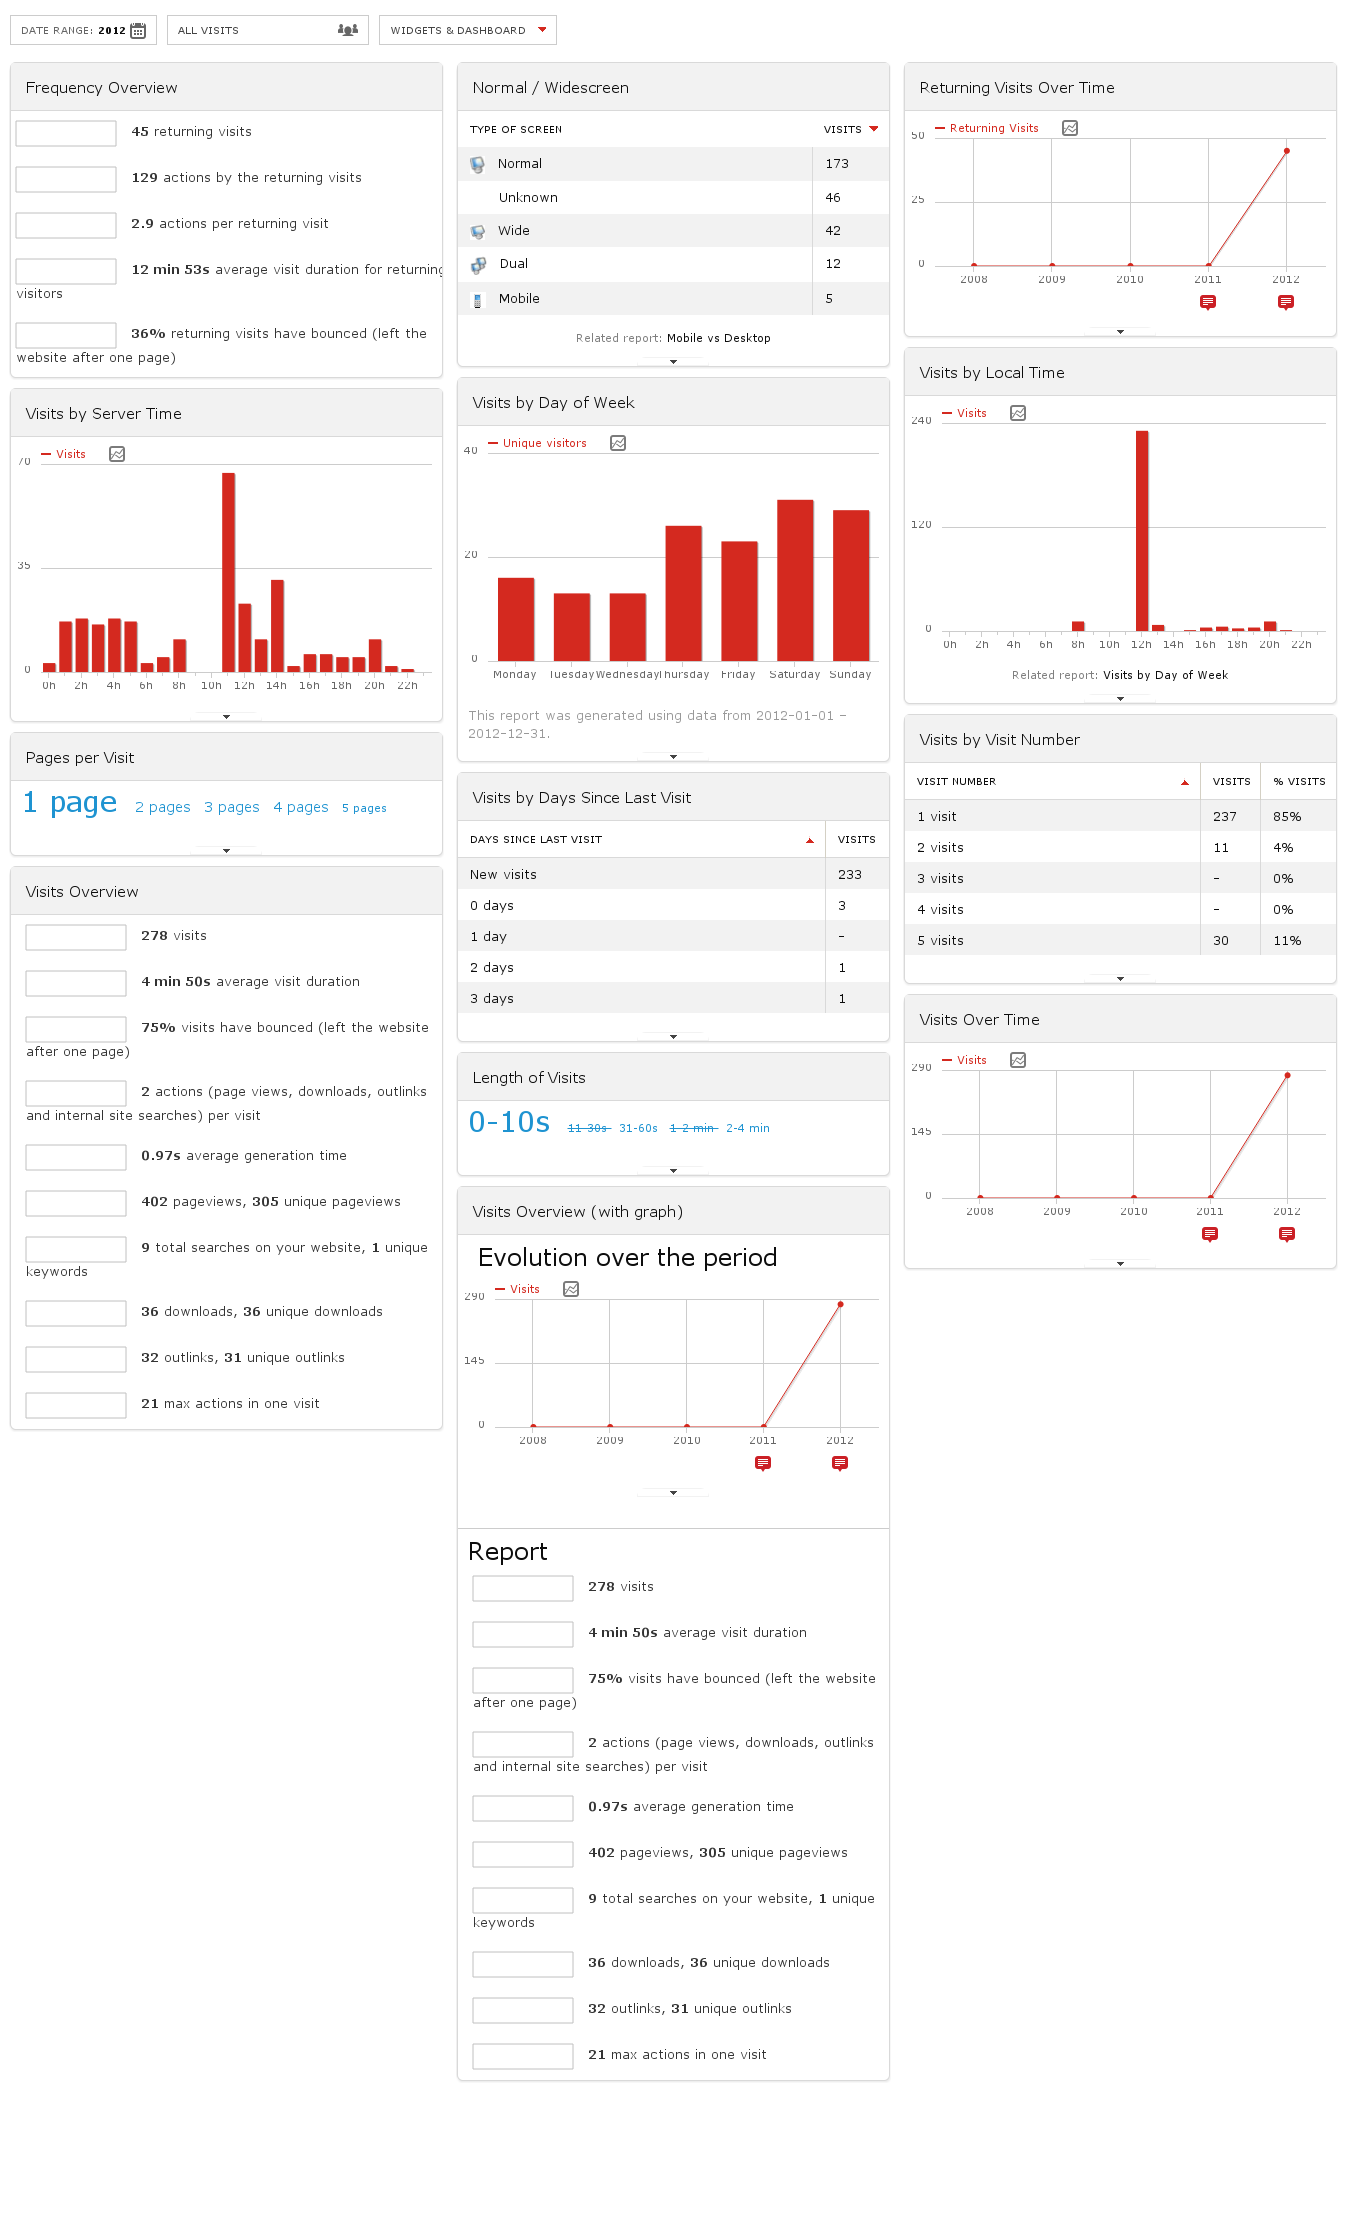 DATE RANGE: 2012
ALL VISITS
WIDGETS & DASHBOARD
Frequency Overview
45 returning visits
129 actions by the returning visits
2.9 actions per returning visit
12 min 53s average visit duration for returning
visitors
36% returning visits have bounced (left the
website after one page)
Visits by Server Time
Visits
70
35
0
0h 2h 4h 6h 8h 10h 12h 14h 16h 18h 20h 22h
Pages per Visit
1 page 2 pages 3 pages 4 pages 5 pages
Visits Overview
278 visits
4 min 50s average visit duration
75% visits have bounced (left the website
after one page)
2 actions (page views, downloads, outlinks
and internal site searches) per visit
0.97s average generation time
402 pageviews, 305 unique pageviews
9 total searches on your website, 1 unique
keywords
36 downloads, 36 unique downloads
32 outlinks, 31 unique outlinks
21 max actions in one visit
Normal / Widescreen
TYPE OF SCREEN VISITS
Normal 173
Unknown 46
Wide 42
Dual 12
Mobile 5
Related report: Mobile vs Desktop
Visits by Day of Week
Unique visitors
40
20
0
Monday Tuesday Wednesday Thursday Friday Saturday Sunday
This report was generated using data from 2012-01-01 –
2012-12-31.
Visits by Days Since Last Visit
DAYS SINCE LAST VISIT VISITS
New visits 233
0 days 3
1 day -
2 days 1
3 days 1
Length of Visits
0-10s 11-30s 31-60s 1-2 min 2-4 min
Visits Overview (with graph)
Evolution over the period
Visits
290
145
0
2008 2009 2010 2011 2012
Report
278 visits
4 min 50s average visit duration
75% visits have bounced (left the website
after one page)
2 actions (page views, downloads, outlinks
and internal site searches) per visit
0.97s average generation time
402 pageviews, 305 unique pageviews
9 total searches on your website, 1 unique
keywords
36 downloads, 36 unique downloads
32 outlinks, 31 unique outlinks
21 max actions in one visit
Returning Visits Over Time
Returning Visits
50
25
0
2008 2009 2010 2011 2012
Visits by Local Time
Visits
240
120
0
0h 2h 4h 6h 8h 10h 12h 14h 16h 18h 20h 22h
Related report: Visits by Day of Week
Visits by Visit Number
VISIT NUMBER VISITS % VISITS
1 visit 237 85%
2 visits 11 4%
3 visits - 0%
4 visits - 0%
5 visits 30 11%
Visits Over Time
Visits
290
145
0
2008 2009 2010 2011 2012